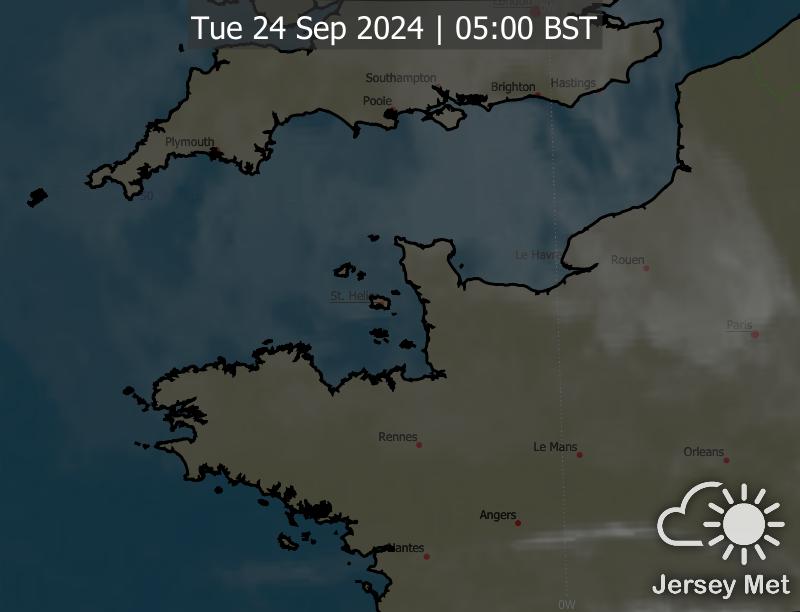 London
Tue 24 Sep 2024 | 05:00 BST
Southampton
Brighton
Hastings
Poole
Plymouth
50
Le Havre
Rouen
St. Helier
Paris
Rennes
Le Mans
Orleans
Angers
Nantes
Jersey Met
0W